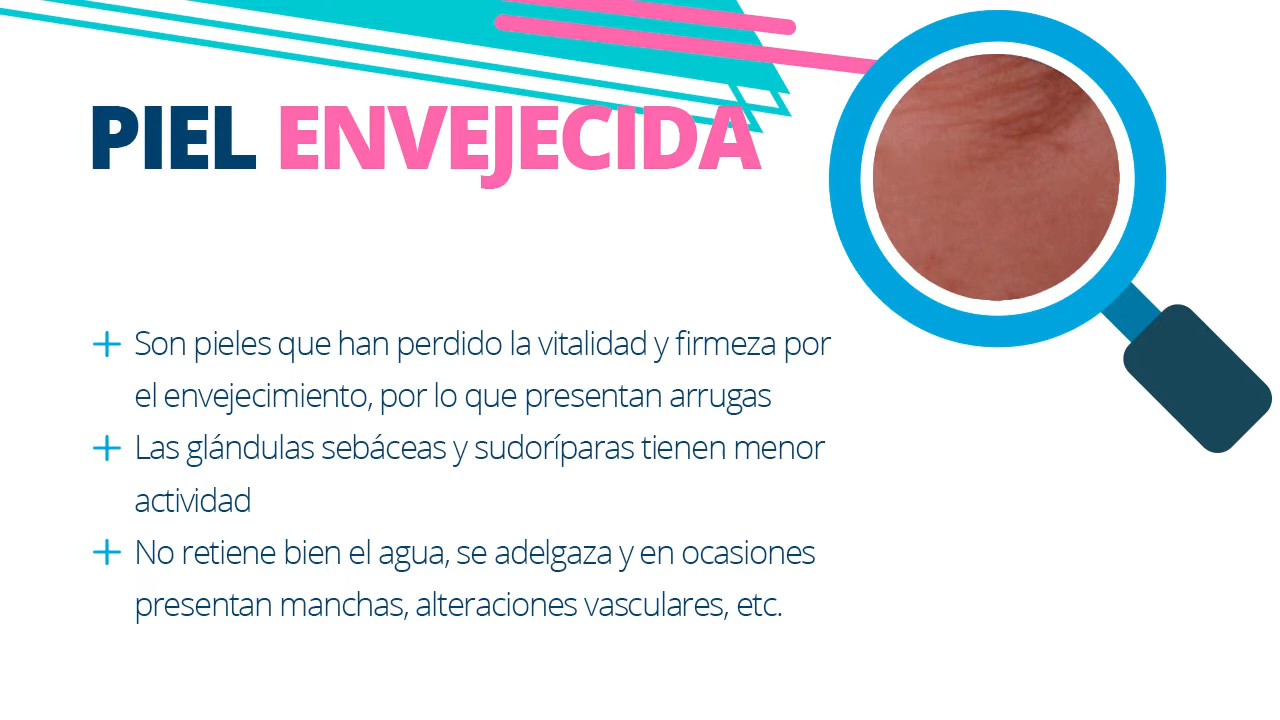 PIEL ENVEJECIDA
Son pieles que han perdido la vitalidad y firmeza por
el envejecimiento, por lo que presentan arrugas
Las glándulas sebáceas y sudoríparas tienen menor
actividad
No retiene bien el agua, se adelgaza y en ocasiones
presentan manchas, alteraciones vasculares, etc.